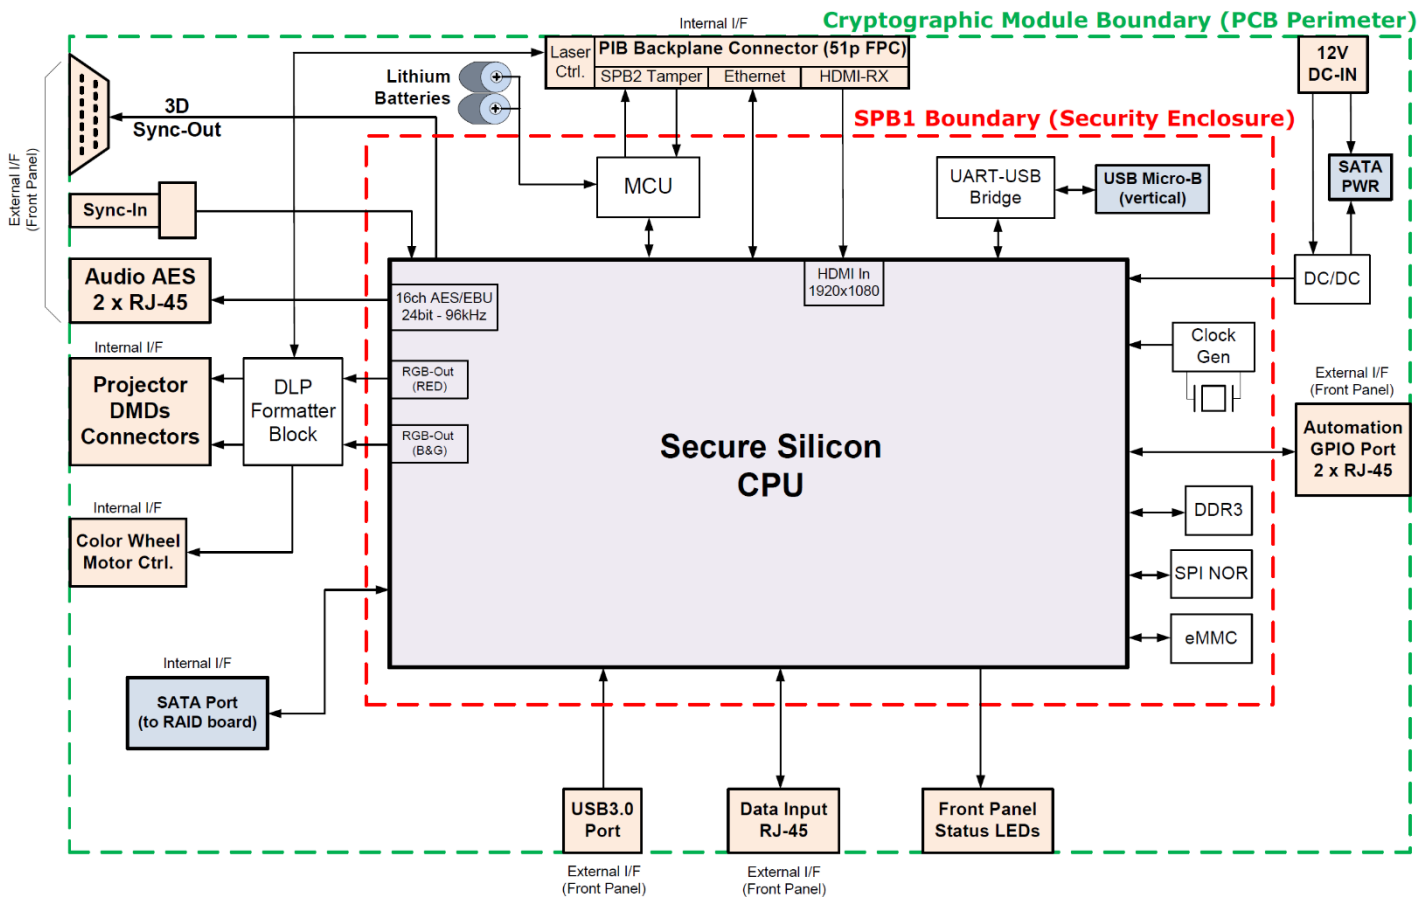 Cryptographic Module Boundary (PCB Perimeter)
Internal I/F
Laser
Ctrl.
PIB Backplane Connector (51p FPC)
SPB2 Tamper
Ethernet
HDMI-RX
12V
DC-IN
Lithium
Batteries
3D
Sync-Out
External I/F
(Front Panel)
SPB1 Boundary (Security Enclosure)
MCU
UART-USB
Bridge
USB Micro-B
(vertical)
SATA
PWR
Sync-In
Audio AES
2 x RJ-45
16ch AES/EBU
24bit - 96kHz
HDMI In
1920x1080
DC/DC
Clock
Gen
Internal I/F
Projector
DMDs
Connectors
DLP
Formatter
Block
RGB-Out
(RED)
RGB-Out
(B&G)
Secure Silicon
CPU
External I/F
(Front Panel)
Automation
GPIO Port
2 x RJ-45
DDR3
SPI NOR
eMMC
Internal I/F
Color Wheel
Motor Ctrl.
Internal I/F
SATA Port
(to RAID board)
USB3.0
Port
Data Input
RJ-45
Front Panel
Status LEDs
External I/F
(Front Panel)
External I/F
(Front Panel)